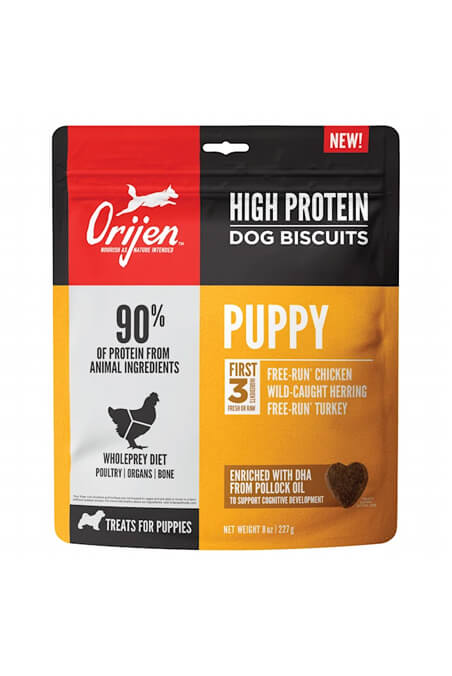 NEW!
Orijen™
NOURISH AS NATURE INTENDED
HIGH PROTEIN
DOG BISCUITS
90%
OF PROTEIN FROM
ANIMAL INGREDIENTS
WHOLEPREY DIET
POULTRY | ORGANS | BONE
TREATS FOR PUPPIES
PUPPY
FIRST
3
INGREDIENTS
FRESH OR RAW
FREE-RUN* CHICKEN
WILD-CAUGHT HERRING
FREE-RUN* TURKEY
ENRICHED WITH DHA
FROM POLLOCK OIL
TO SUPPORT COGNITIVE DEVELOPMENT
NET WEIGHT 8 oz | 227 g